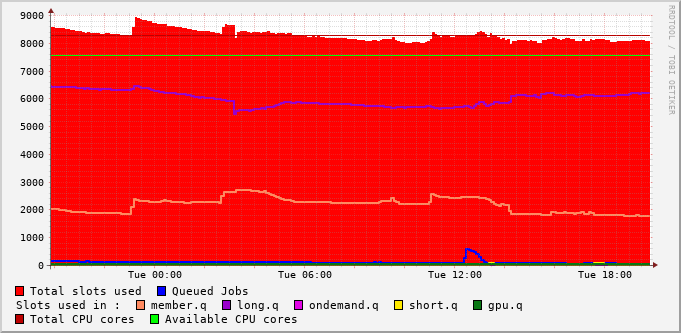 9000
8000
7000
6000
5000
4000
3000
2000
1000
0
Tue 00:00 Tue 06:00 Tue 12:00 Tue 18:00
RRDTOOL / TOBI OETIKER
Total slots used Queued Jobs
Slots used in : member.q long.q ondemand.q short.q gpu.q
Total CPU cores Available CPU cores